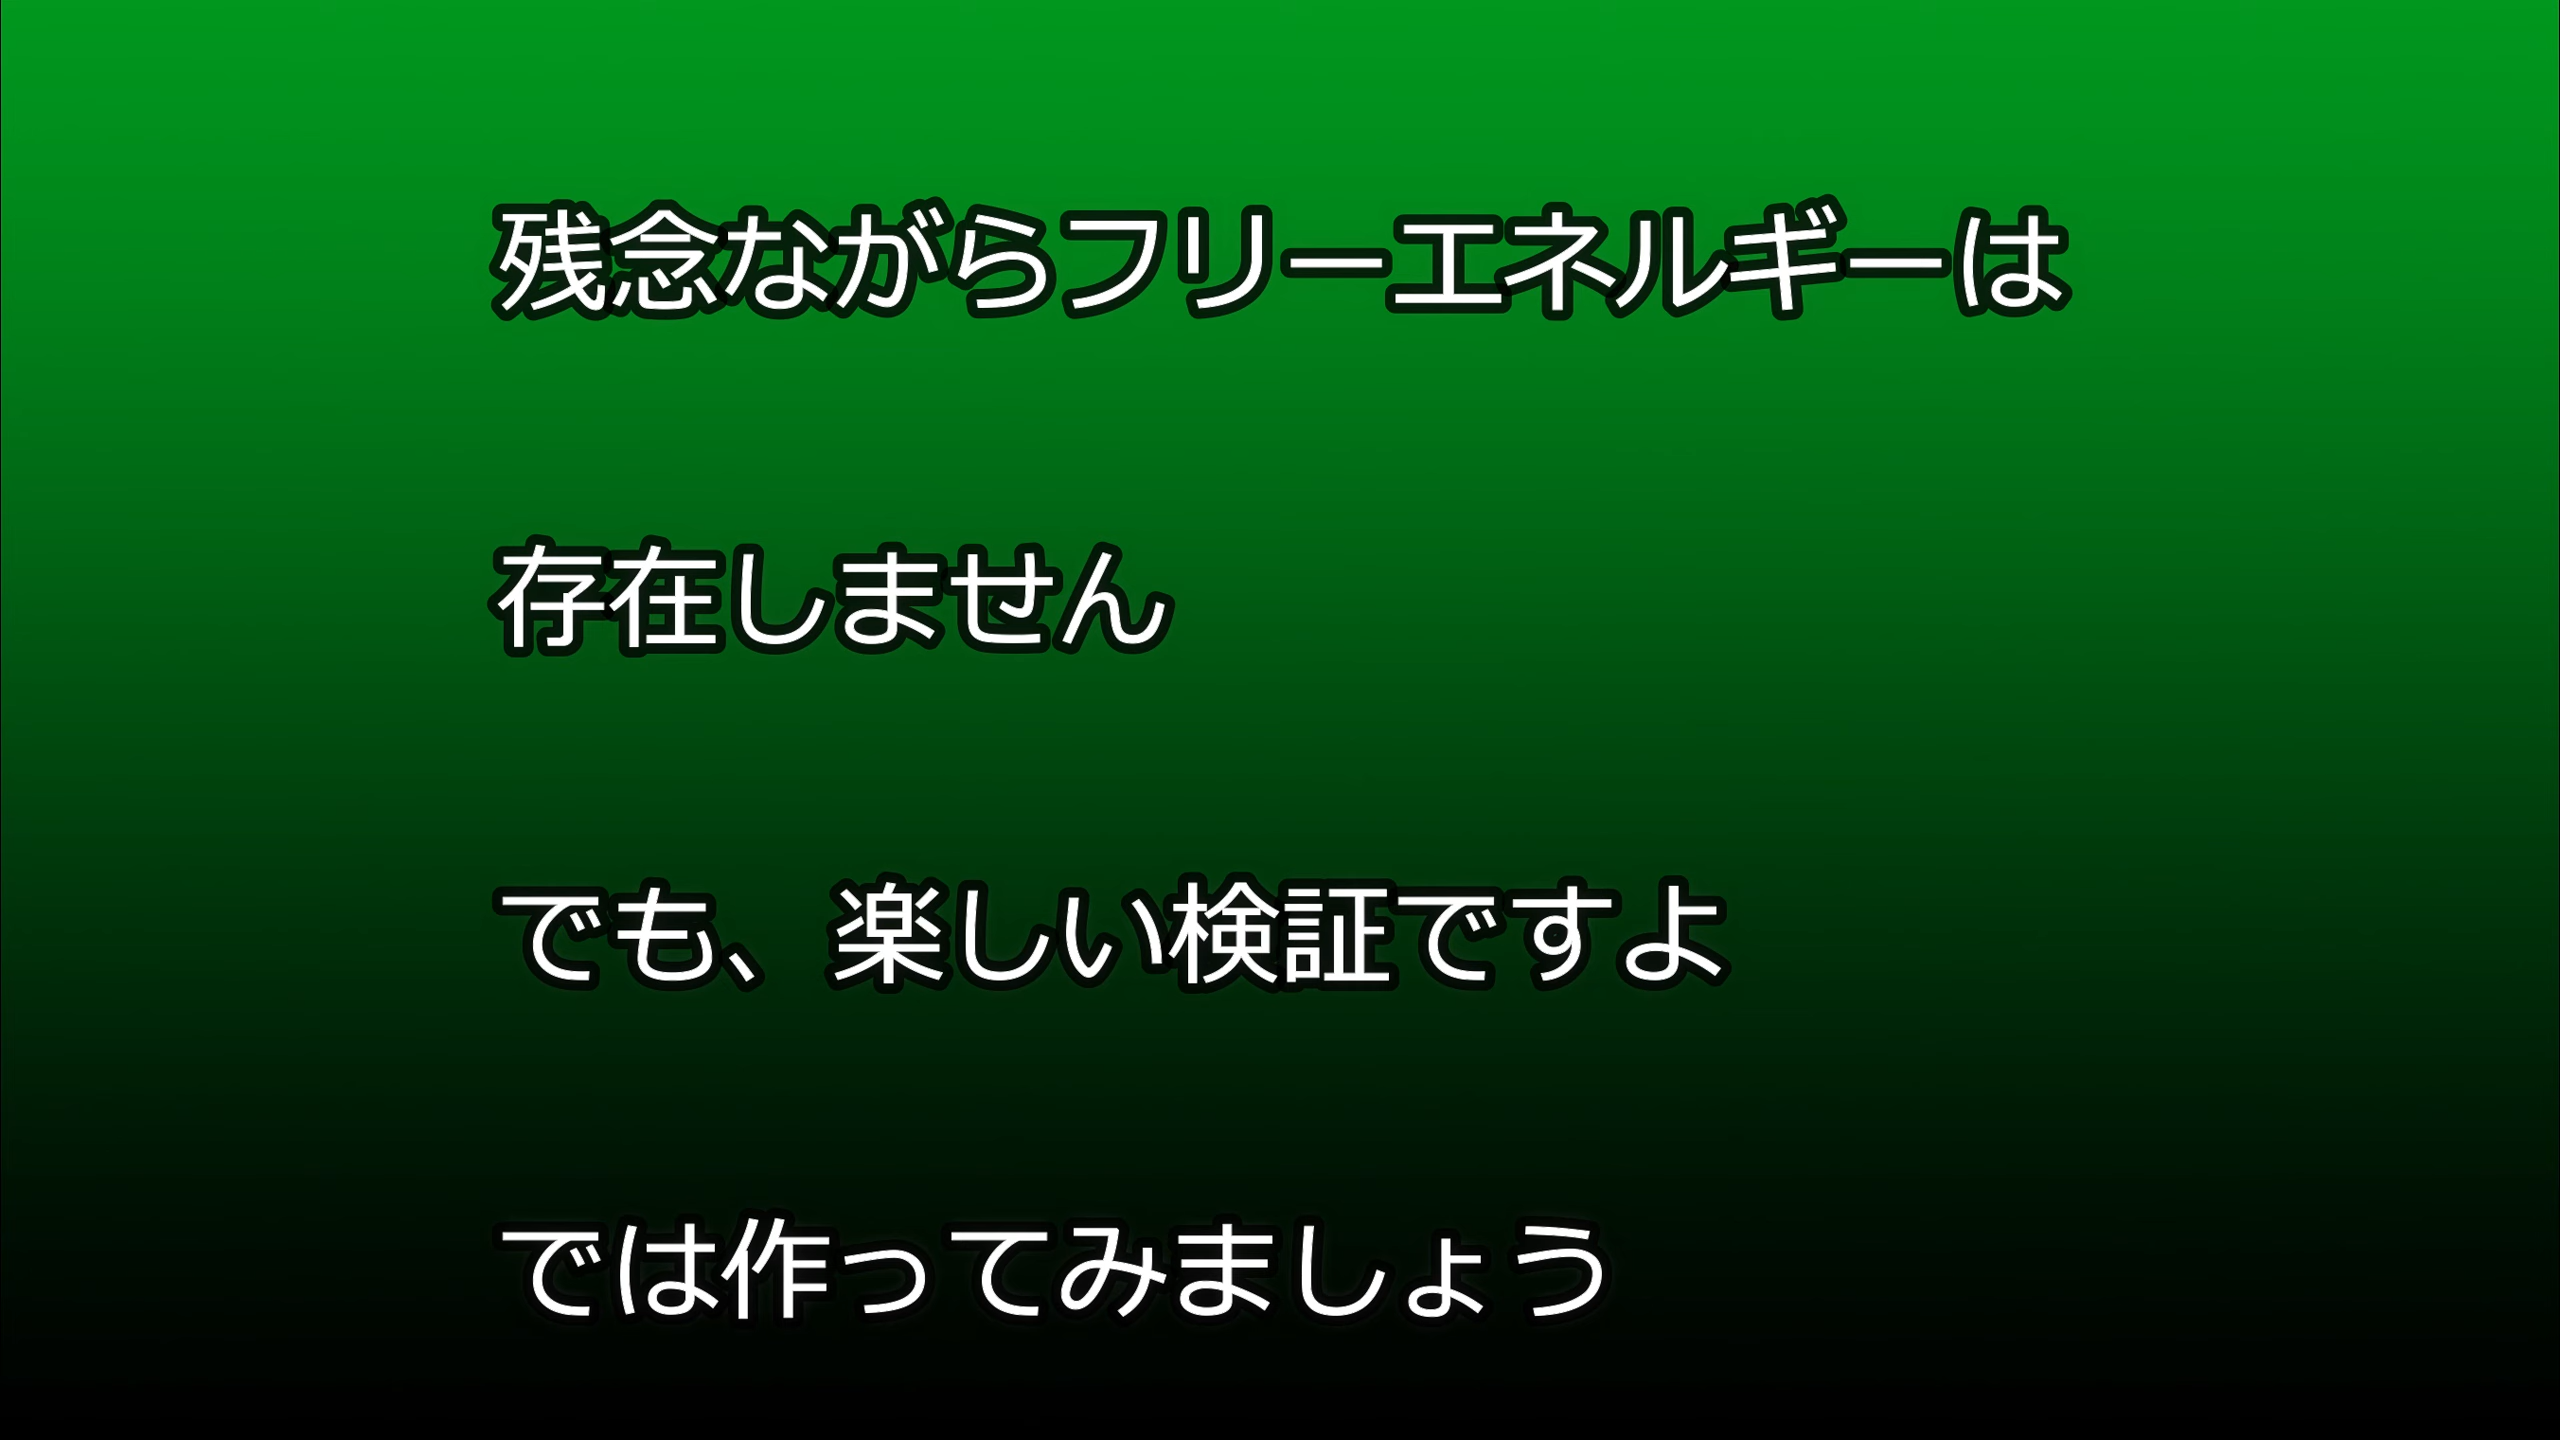 残念ながらフリーエネルギーは
存在しません
でも、楽しい検証ですよ
では作ってみましょう